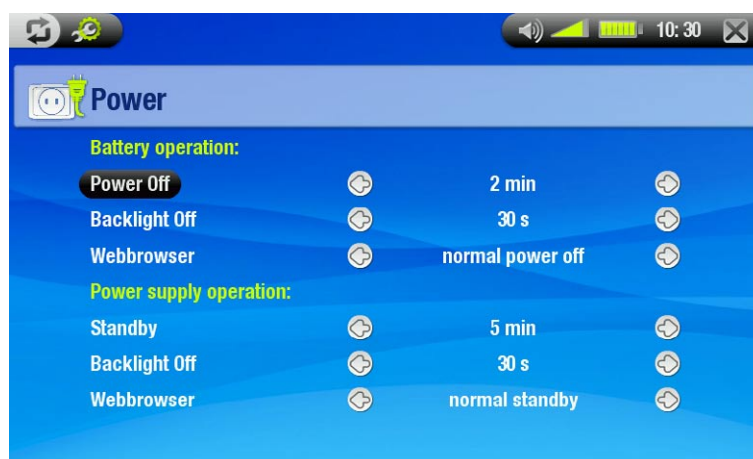 10:30
Power
Battery operation:
Power Off 2 min
Backlight Off 30 s
Webbrowser normal power off
Power supply operation:
Standby 5 min
Backlight Off 30 s
Webbrowser normal standby